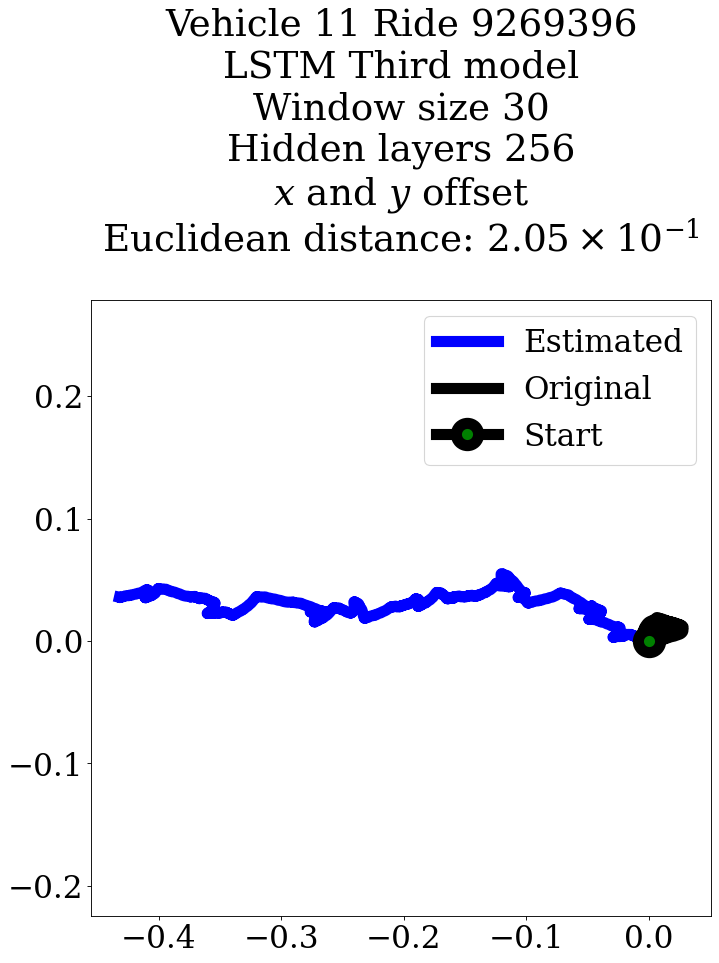 Vehicle 11 Ride 9269396
LSTM Third model
Window size 30
Hidden layers 256
x and y offset
Euclidean distance: 2.05 × 10⁻¹
Estimated
Original
Start
0.2
0.1
0.0
−0.1
−0.2
−0.4 −0.3 −0.2 −0.1 0.0